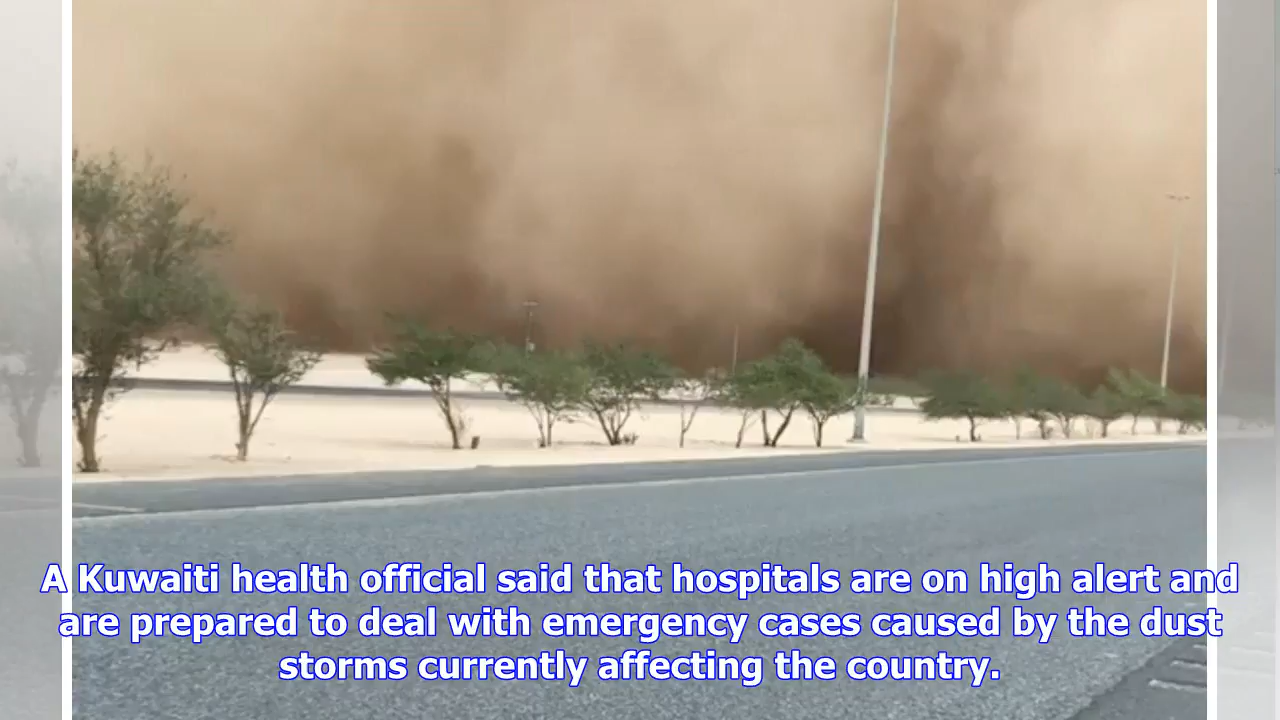 A Kuwaiti health official said that hospitals are on high alert and
are prepared to deal with emergency cases caused by the dust
storms currently affecting the country.